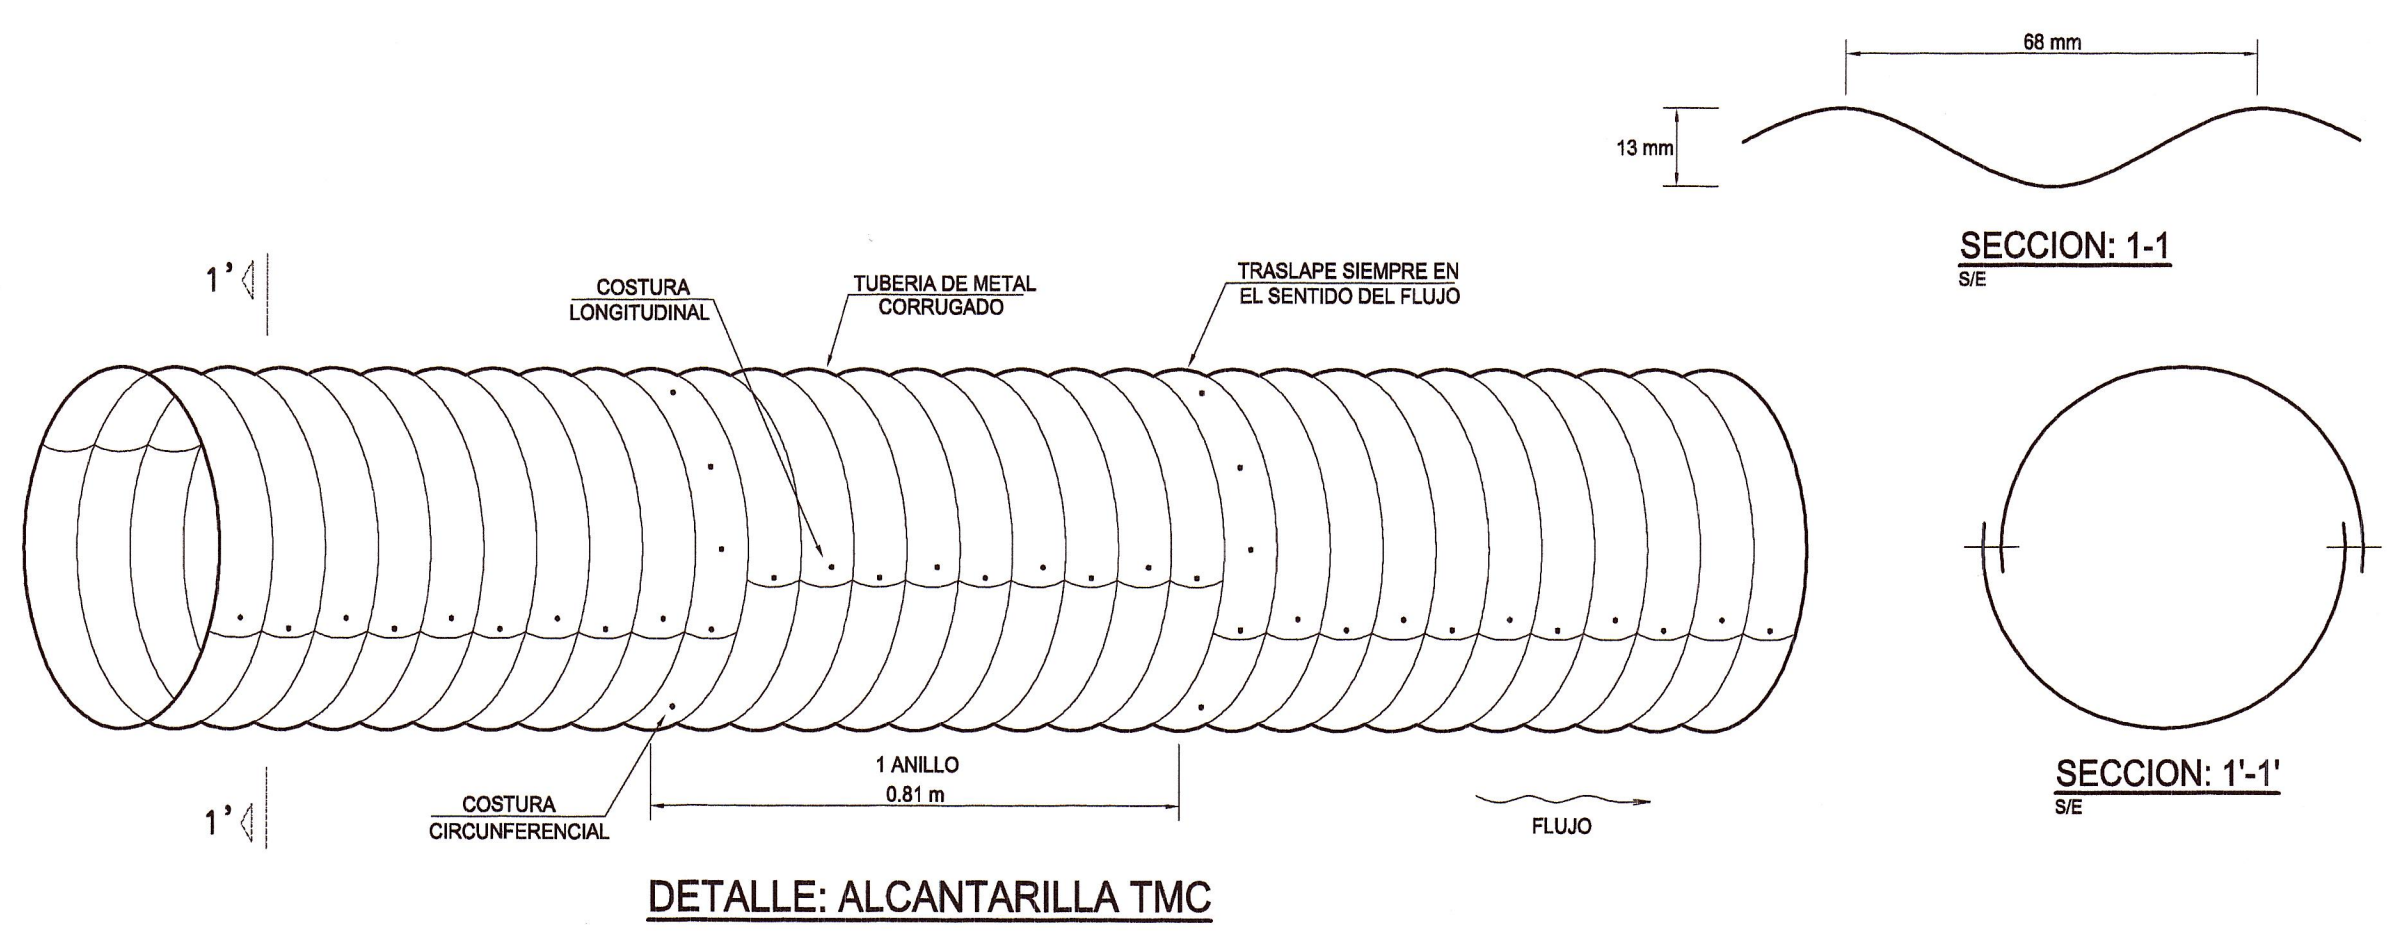 68 mm
13 mm
SECCION: 1-1
S/E
1'
COSTURA
LONGITUDINAL
TUBERIA DE METAL
CORRUGADO
TRASLAPE SIEMPRE EN
EL SENTIDO DEL FLUJO
1 ANILLO
0.81 m
COSTURA
CIRCUNFERENCIAL
1'
FLUJO
SECCION: 1'-1'
S/E
DETALLE: ALCANTARILLA TMC